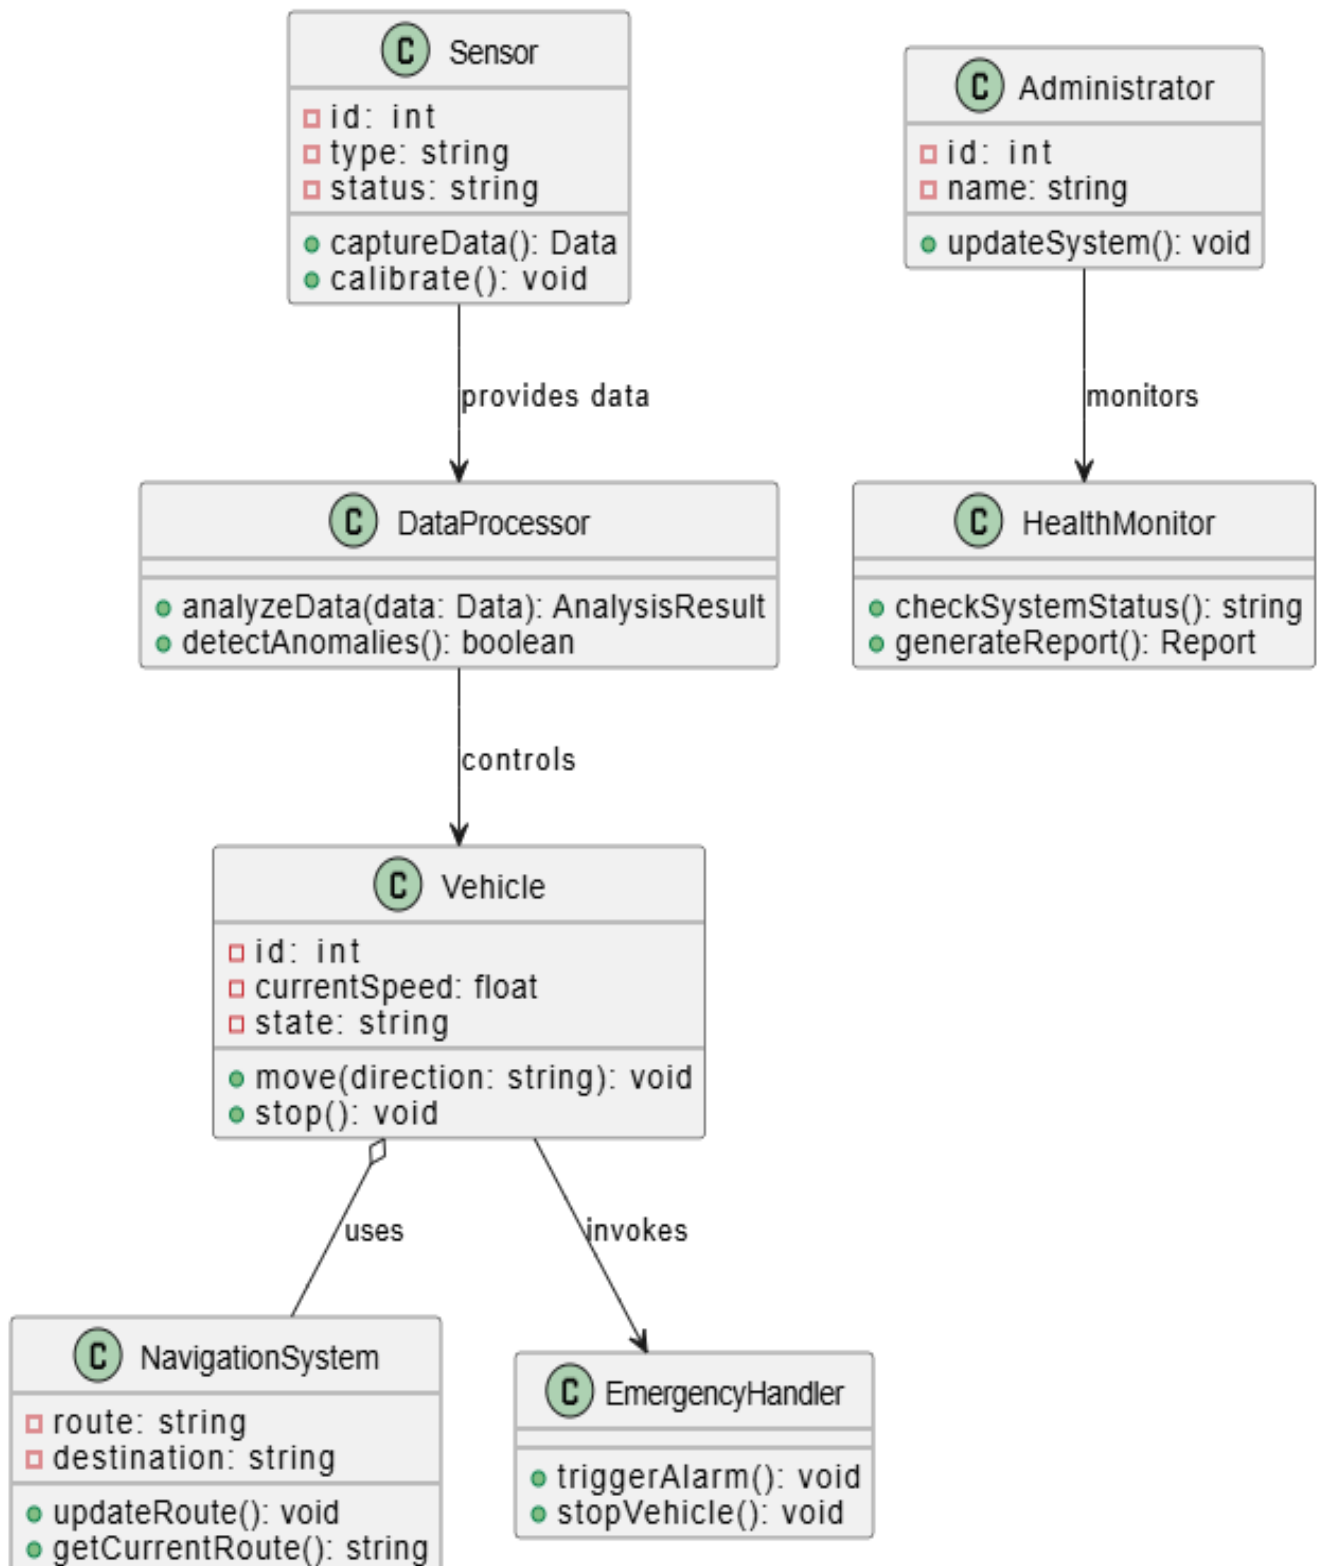 C Sensor
id: int
type: string
status: string
captureData(): Data
calibrate(): void
C Administrator
id: int
name: string
updateSystem(): void
provides data
monitors
C DataProcessor
analyzeData(data: Data): AnalysisResult
detectAnomalies(): boolean
C HealthMonitor
checkSystemStatus(): string
generateReport(): Report
controls
C Vehicle
id: int
currentSpeed: float
state: string
move(direction: string): void
stop(): void
uses
invokes
C NavigationSystem
route: string
destination: string
updateRoute(): void
getCurrentRoute(): string
C EmergencyHandler
triggerAlarm(): void
stopVehicle(): void